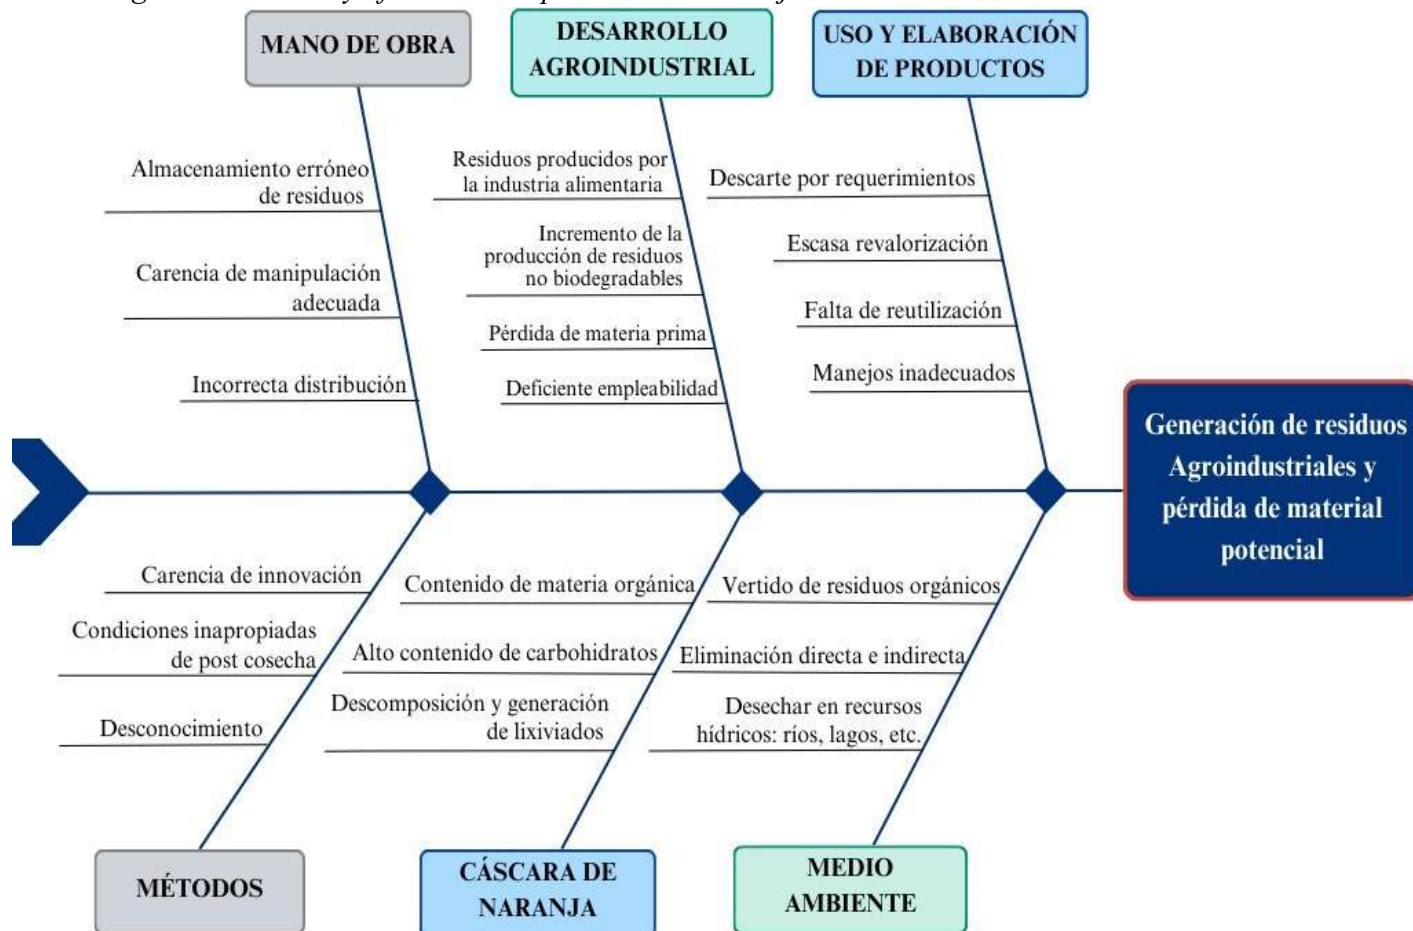 MANO DE OBRA
DESARROLLO
AGROINDUSTRIAL
USO Y ELABORACIÓN
DE PRODUCTOS
Almacenamiento erróneo
de residuos
Carencia de manipulación
adecuada
Incorrecta distribución
Residuos producidos por
la industria alimentaria
Incremento de la
producción de residuos
no biodegradables
Pérdida de materia prima
Deficiente empleabilidad
Descarte por requerimientos
Escasa revalorización
Falta de reutilización
Manejos inadecuados
Generación de residuos
Agroindustriales y
pérdida de material
potencial
Carencia de innovación
Condiciones inapropiadas
de post cosecha
Desconocimiento
Contenido de materia orgánica
Alto contenido de carbohidratos
Descomposición y generación
de lixiviados
Vertido de residuos orgánicos
Eliminación directa e indirecta
Desechar en recursos
hídricos: ríos, lagos, etc.
MÉTODOS
CÁSCARA DE
NARANJA
MEDIO
AMBIENTE